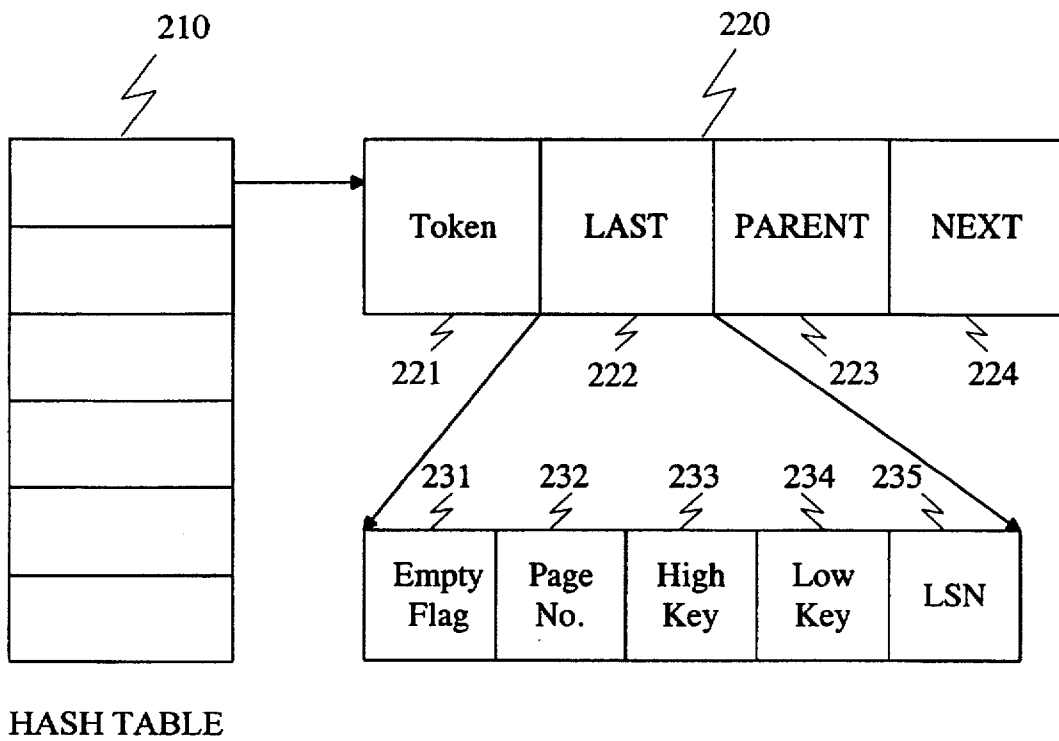 210
220
Token LAST PARENT NEXT
221 222 223 224
231 232 233 234 235
Empty Flag
Page No.
High Key
Low Key
LSN
HASH TABLE